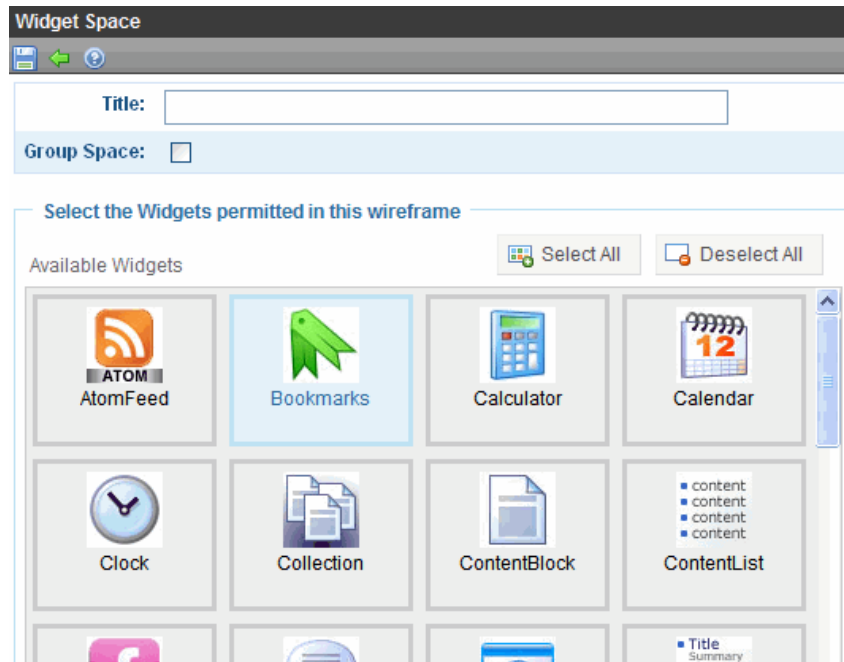 Widget Space
Title:
Group Space:
Select the Widgets permitted in this wireframe
Available Widgets
Select All
Deselect All
ATOM
12
AtomFeed
Bookmarks
Calculator
Calendar
content
content
content
content
Clock
Collection
ContentBlock
ContentList
Title
Summary